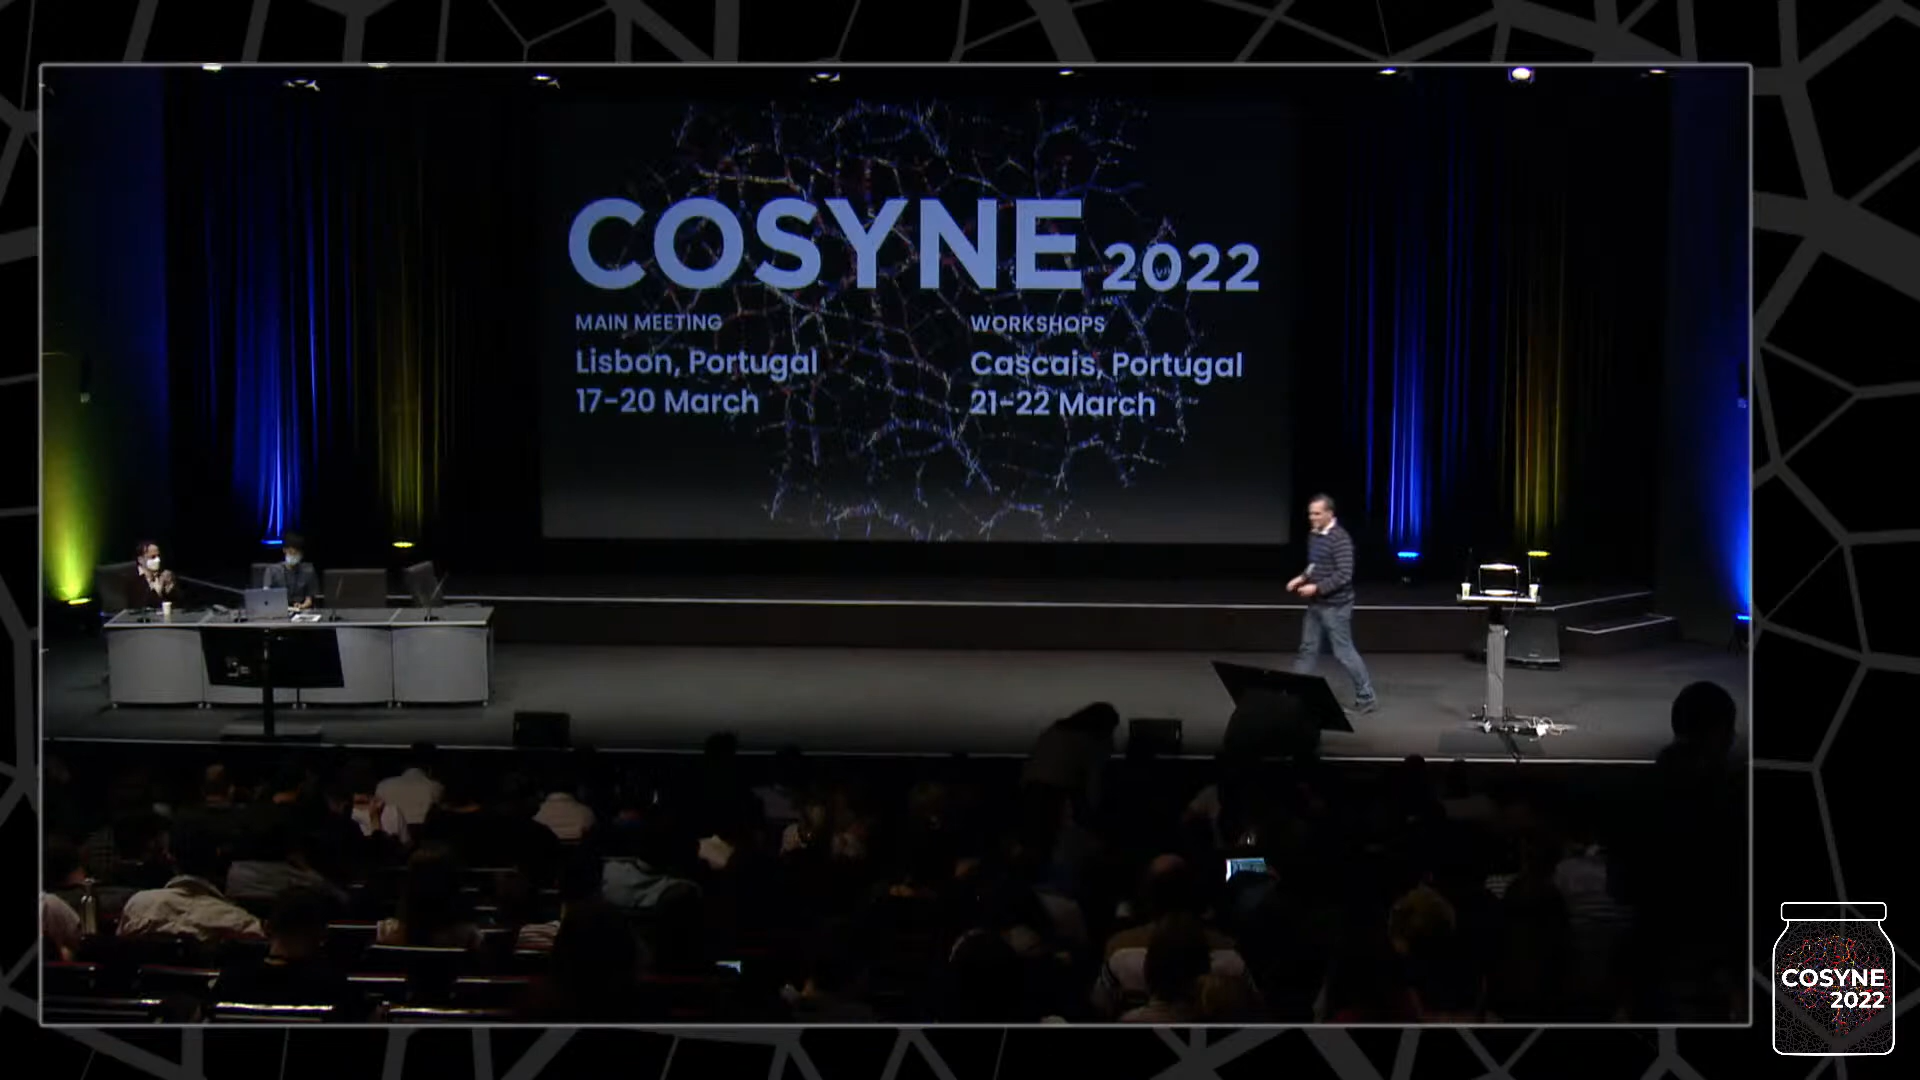 COSYNE 2022
MAIN MEETING
Lisbon, Portugal
17-20 March
WORKSHOPS
Cascais, Portugal
21-22 March
COSYNE
2022